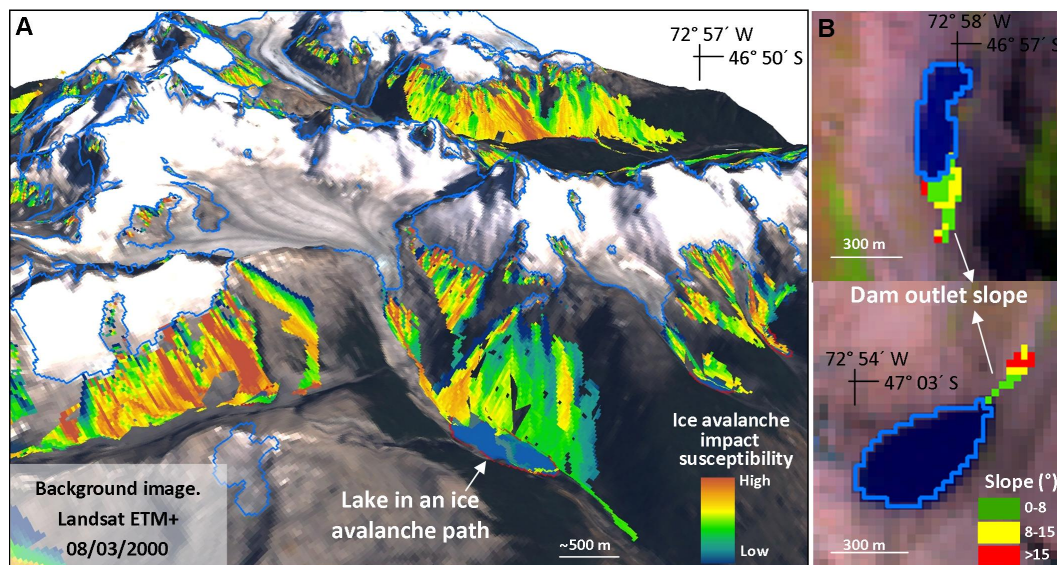 A
72° 57´ W
46° 50´ S
Background image.
Landsat ETM+
08/03/2000
Lake in an ice
avalanche path
~500 m
Ice avalanche
impact
susceptibility
High
Low
B
72° 58´ W
46° 57´ S
300 m
Dam outlet slope
72° 54´ W
47° 03´ S
300 m
Slope (°)
0-8
8-15
>15